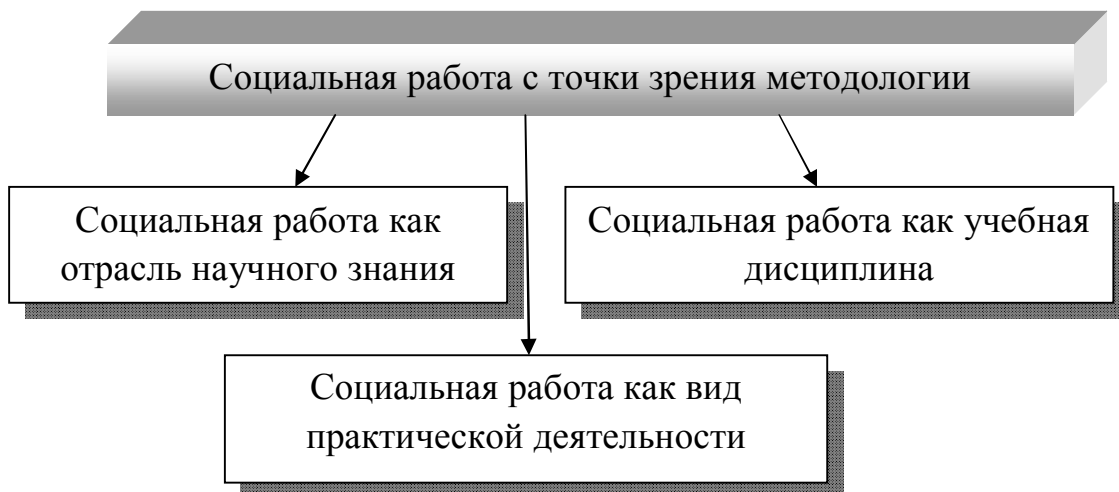 Социальная работа с точки зрения методологии
Социальная работа как
отрасль научного знания
Социальная работа как учебная
дисциплина
Социальная работа как вид
практической деятельности